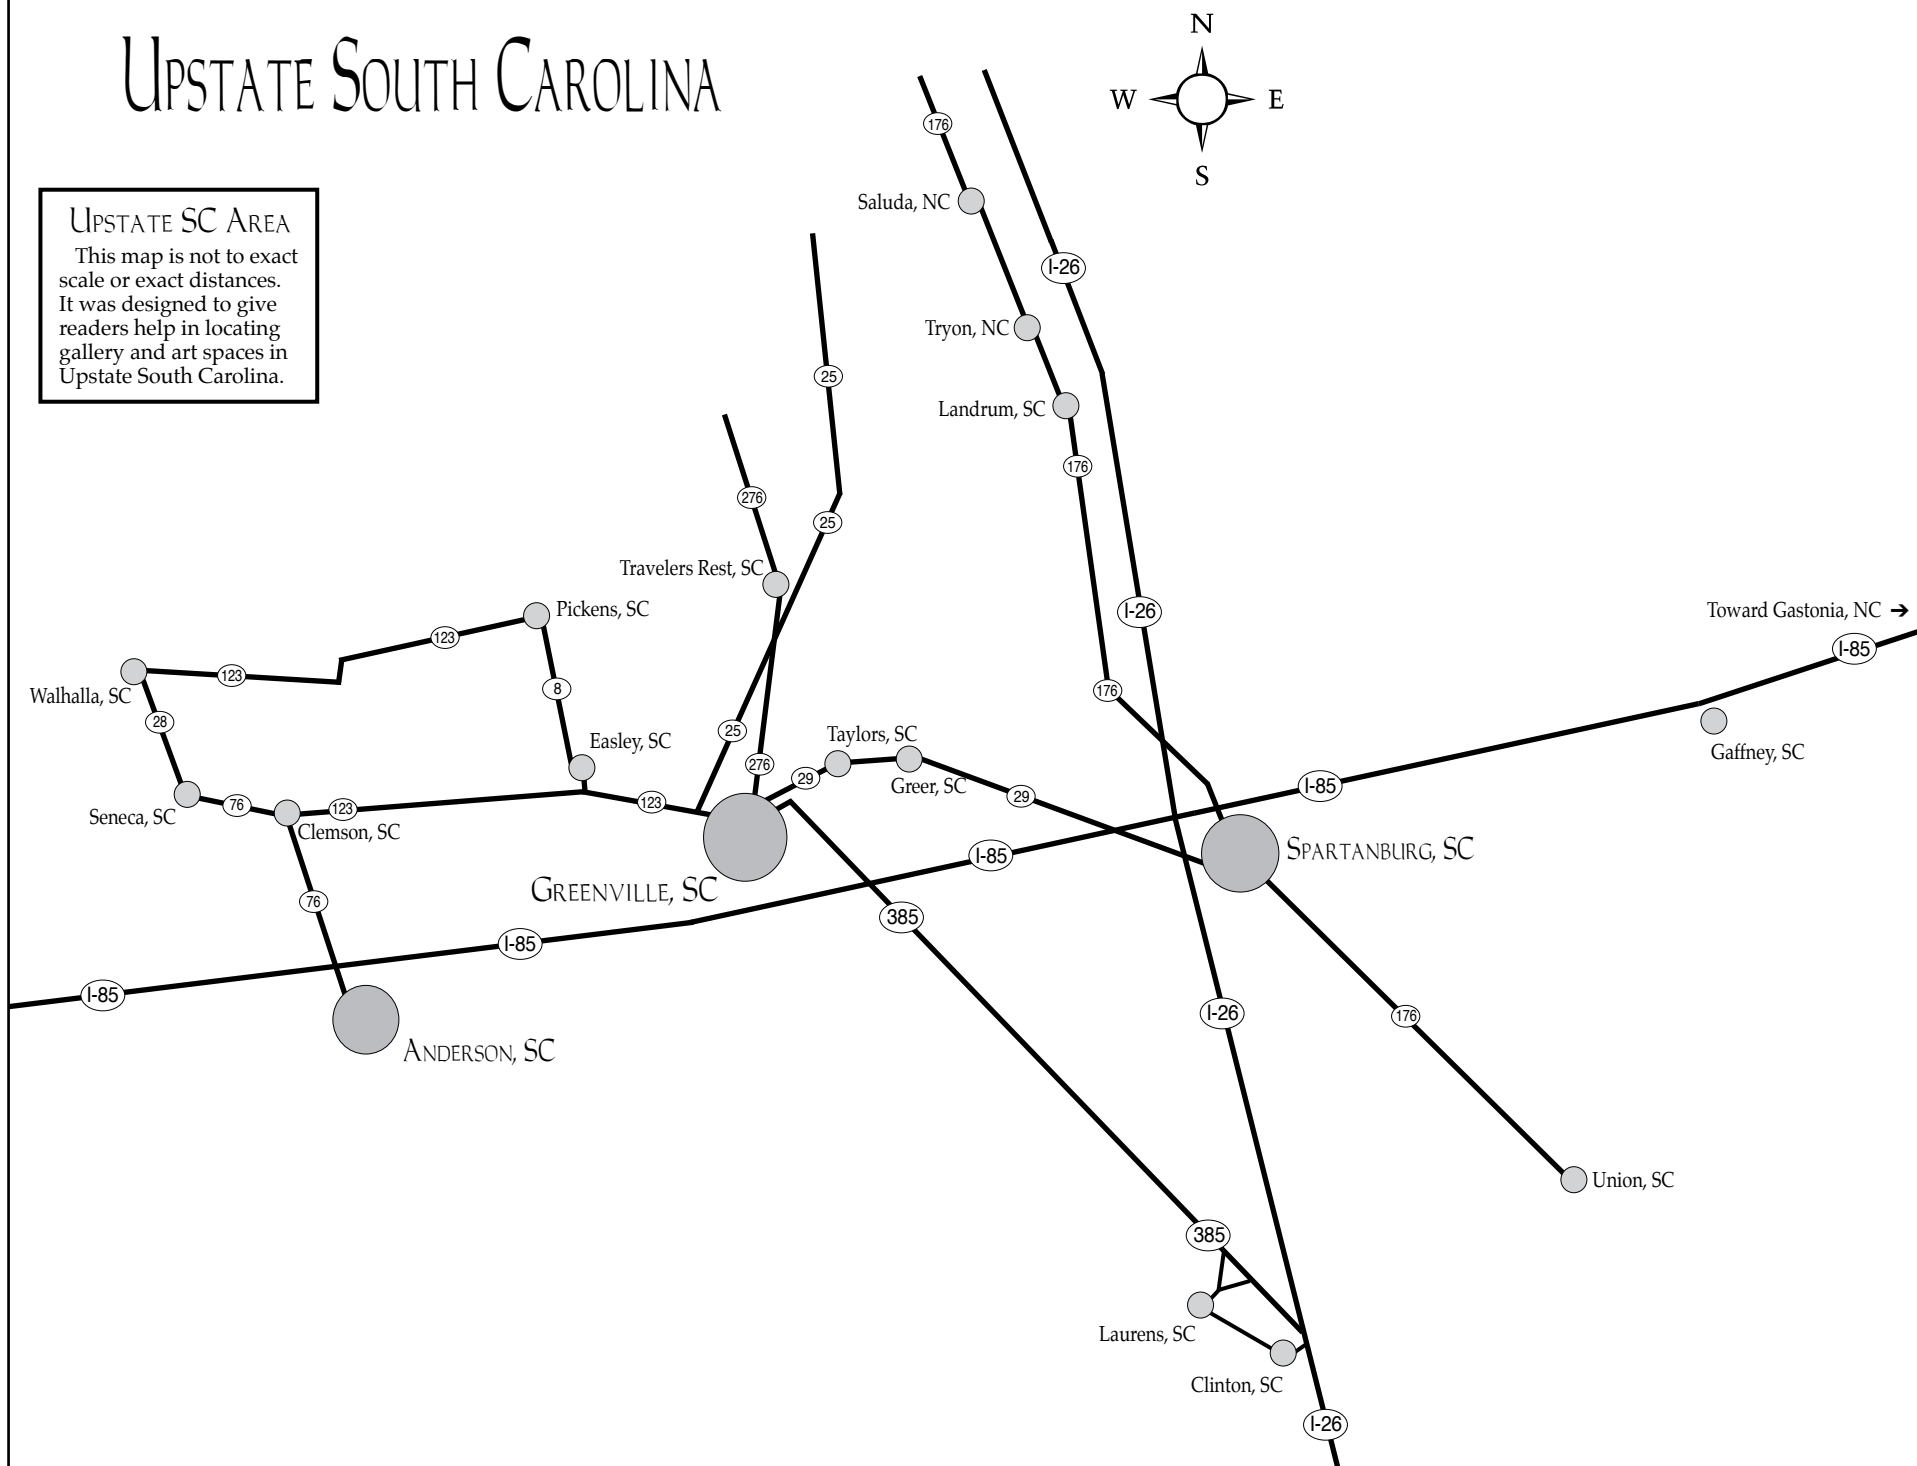 Upstate South Carolina
N
W
E
S
Upstate SC Area
This map is not to exact
scale or exact distances.
It was designed to give
readers help in locating
gallery and art spaces in
Upstate South Carolina.
176
Saluda, NC
I-26
Tryon, NC
25
Landrum, SC
176
276
25
Travelers Rest, SC
Pickens, SC
I-26
Toward Gastonia, NC ➔
123
I-85
123
Walhalla, SC
8
176
28
25
Taylors, SC
Easley, SC
Gaffney, SC
276
29
Greer, SC
I-85
29
Seneca, SC
76
123
123
Clemson, SC
Spartanburg, SC
I-85
Greenville, SC
76
385
I-85
I-85
I-26
176
Anderson, SC
Union, SC
385
Laurens, SC
Clinton, SC
I-26